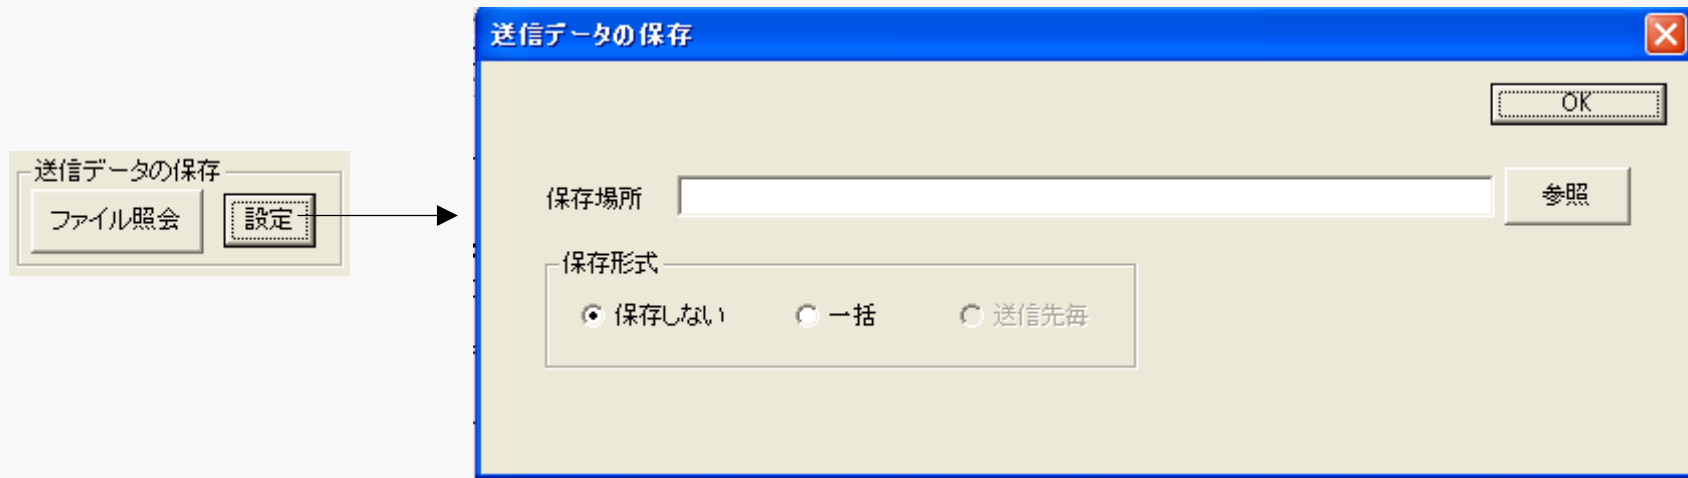 送信データの保存
ファイル照会
設定
送信データの保存
OK
保存場所
参照
保存形式
保存しない
一括
送信先毎